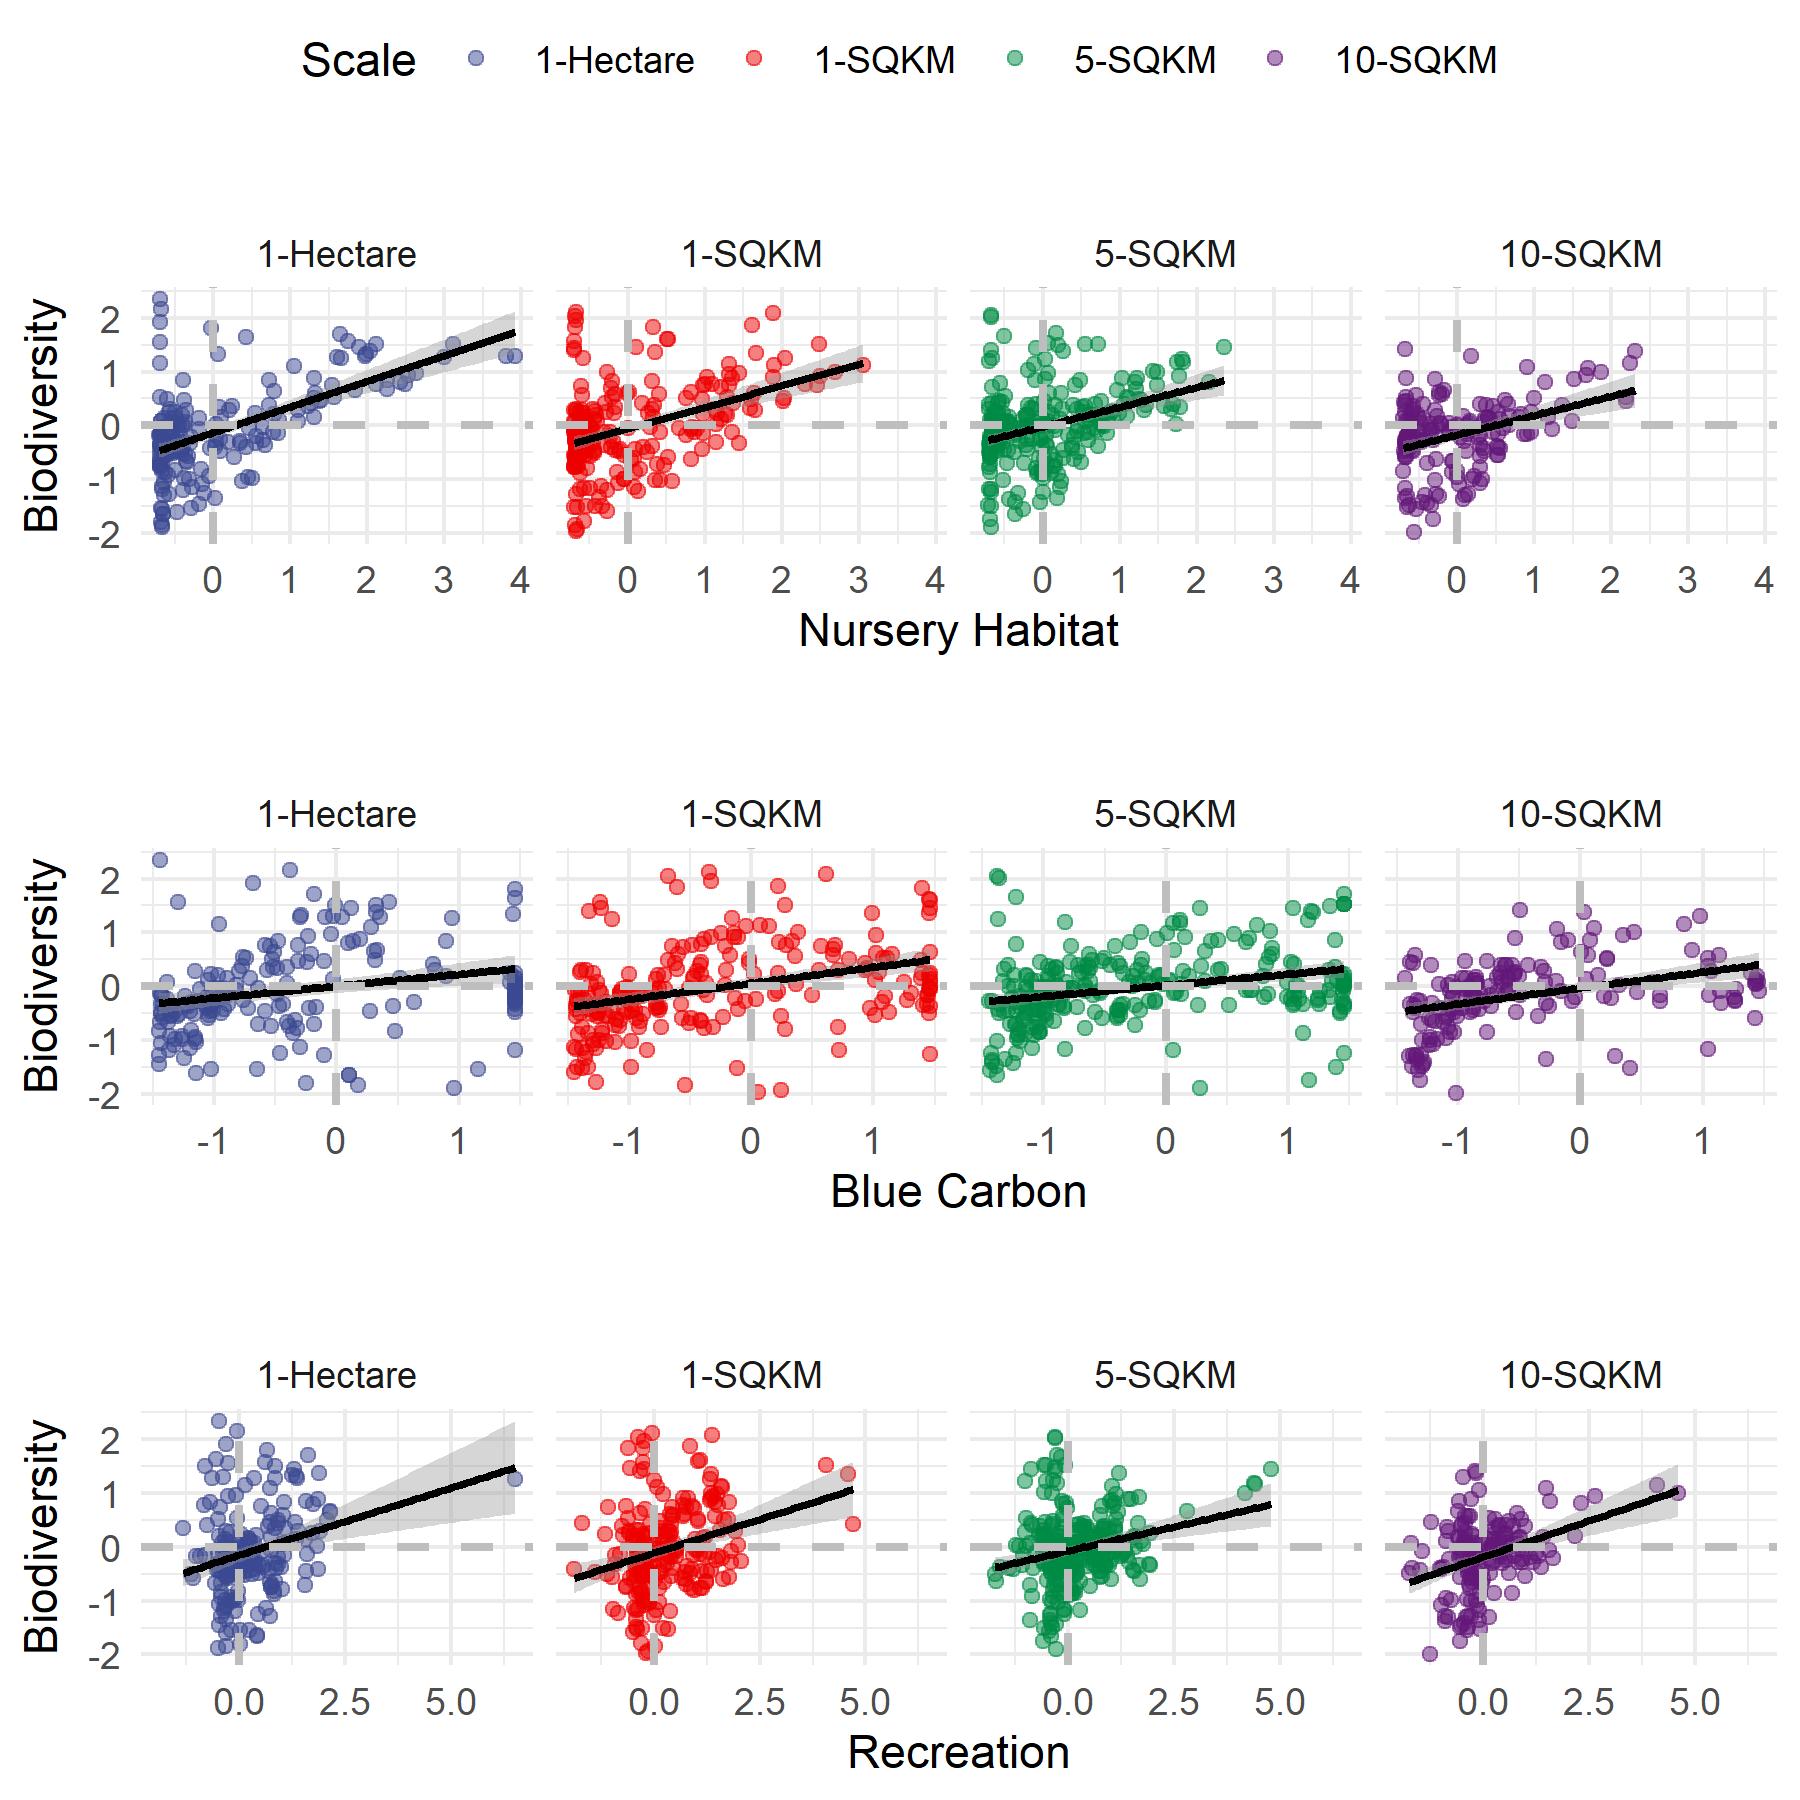 Scale 1-Hectare 1-SQKM 5-SQKM 10-SQKM
1-Hectare 1-SQKM 5-SQKM 10-SQKM
Biodiversity
2
1
0
-1
-2
0 1 2 3 4 0 1 2 3 4 0 1 2 3 4 0 1 2 3 4
Nursery Habitat
1-Hectare 1-SQKM 5-SQKM 10-SQKM
Biodiversity
2
1
0
-1
-2
-1 0 1 -1 0 1 -1 0 1 -1 0 1
Blue Carbon
1-Hectare 1-SQKM 5-SQKM 10-SQKM
Biodiversity
2
1
0
-1
-2
0.0 2.5 5.0 0.0 2.5 5.0 0.0 2.5 5.0 0.0 2.5 5.0
Recreation